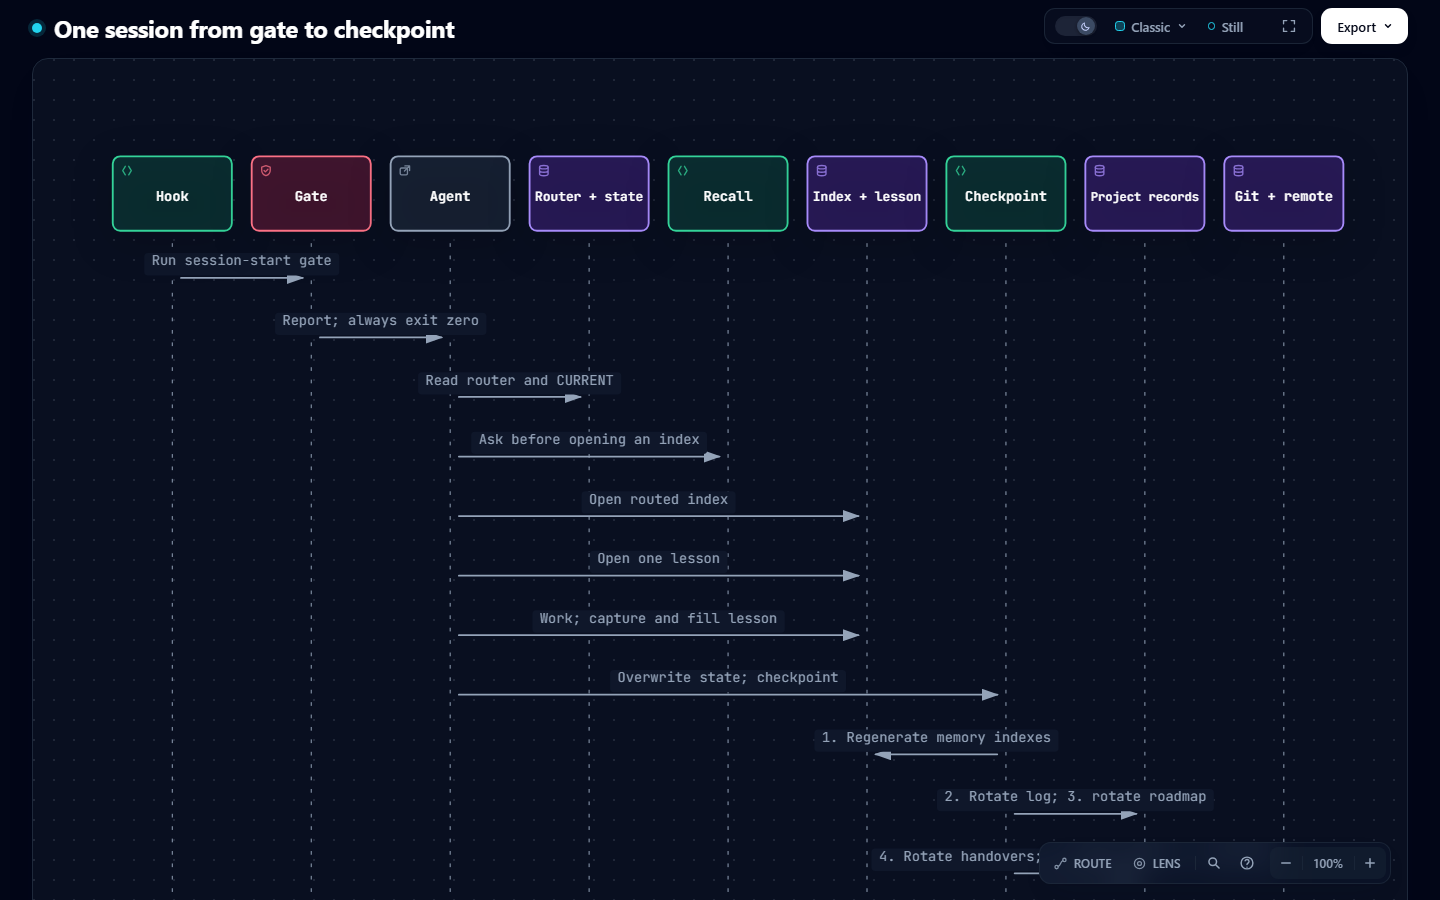 One session from gate to checkpoint
Classic
Still
Export
Hook
Gate
Agent
Router + state
Recall
Index + lesson
Checkpoint
Project records
Git + remote
Run session-start gate
Report; always exit zero
Read router and CURRENT
Ask before opening an index
Open routed index
Open one lesson
Work; capture and fill lesson
Overwrite state; checkpoint
1. Regenerate memory indexes
2. Rotate log; 3. rotate roadmap
4. Rotate handovers;
ROUTE
LENS
100%